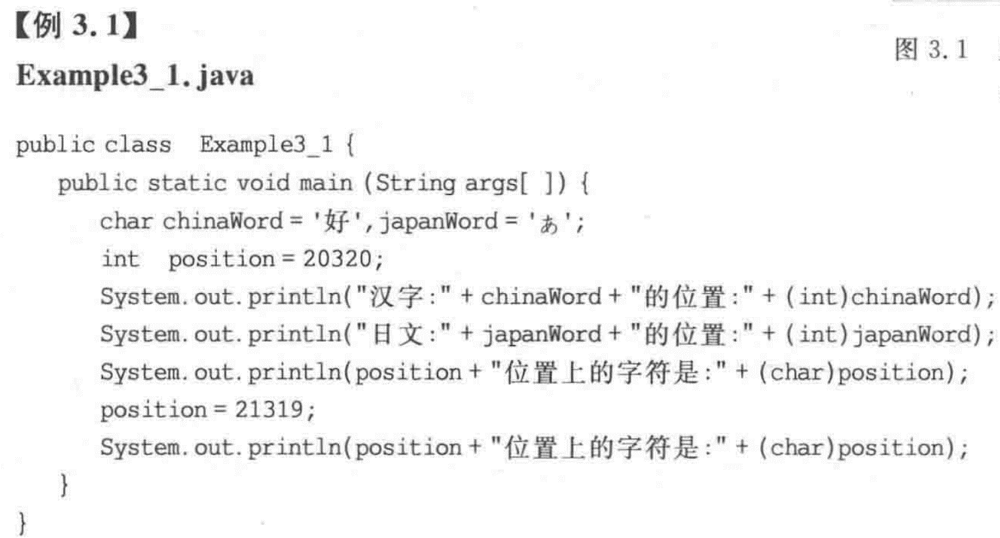 【例 3.1】
图 3.1
Example3_1.java
public class Example3_1 {
public static void main (String args[ ]) {
char chinaWord = '好',japanWord = 'ぁ';
int position = 20320;
System.out.println("汉字:" + chinaWord + "的位置:" + (int)chinaWord);
System.out.println("日文:" + japanWord + "的位置:" + (int)japanWord);
System.out.println(position + "位置上的字符是:" + (char)position);
position = 21319;
System.out.println(position + "位置上的字符是:" + (char)position);
}
}